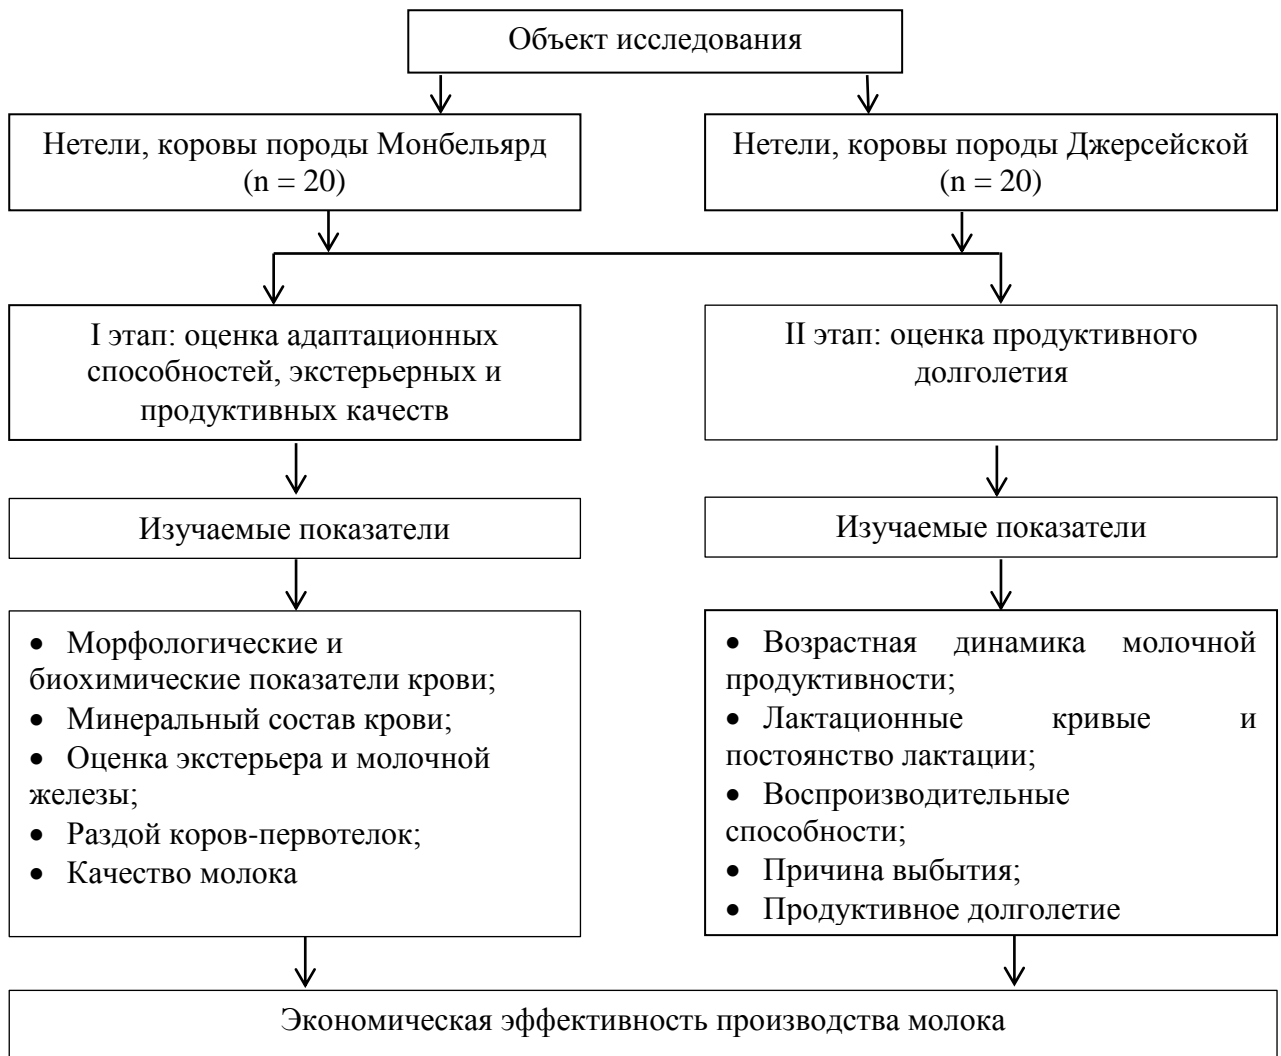 Объект исследования
Нетели, коровы породы Монбельярд
(n = 20)
Нетели, коровы породы Джерсейской
(n = 20)
I этап: оценка адаптационных
способностей, экстерьерных и
продуктивных качеств
II этап: оценка продуктивного
долголетия
Изучаемые показатели
Изучаемые показатели
• Морфологические и
биохимические показатели крови;
• Минеральный состав крови;
• Оценка экстерьера и молочной
железы;
• Раздой коров-первотелок;
• Качество молока
• Возрастная динамика молочной
продуктивности;
• Лактационные кривые и
постоянство лактации;
• Воспроизводительные
способности;
• Причина выбытия;
• Продуктивное долголетие
Экономическая эффективность производства молока